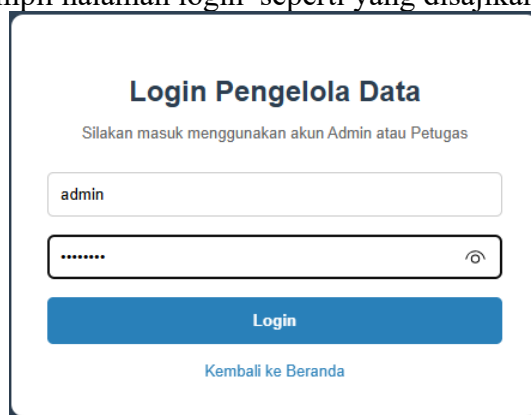 halaman login seperti yang disajikan
Login Pengelola Data
Silakan masuk menggunakan akun Admin atau Petugas
admin
••••••••
Login
Kembali ke Beranda